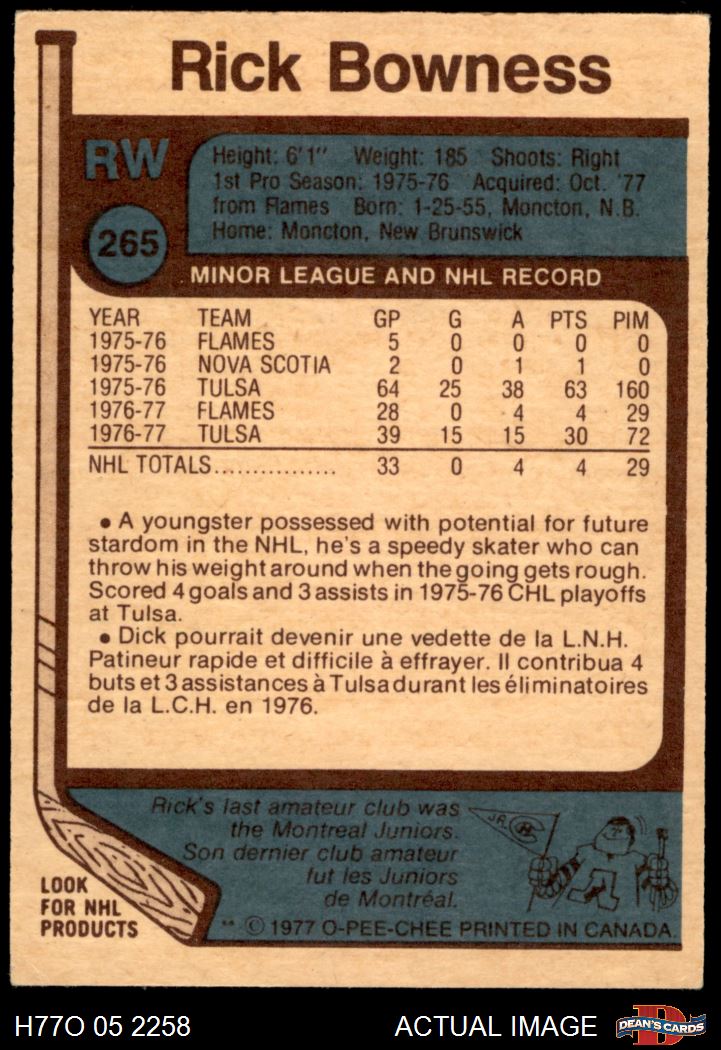 Rick Bowness
RW
265
Height: 6'1" Weight: 185 Shoots: Right
1st Pro Season: 1975-76 Acquired: Oct. '77
from Flames Born: 1-25-55, Moncton, N.B.
Home: Moncton, New Brunswick
MINOR LEAGUE AND NHL RECORD
YEAR TEAM GP G A PTS PIM
1975-76 FLAMES 5 0 0 0 0
1975-76 NOVA SCOTIA 2 0 1 1 0
1975-76 TULSA 64 25 38 63 160
1976-77 FLAMES 28 0 4 4 29
1976-77 TULSA 39 15 15 30 72
NHL TOTALS................ 33 0 4 4 29
• A youngster possessed with potential for future
stardom in the NHL, he's a speedy skater who can
throw his weight around when the going gets rough.
Scored 4 goals and 3 assists in 1975-76 CHL playoffs
at Tulsa.
• Dick pourrait devenir une vedette de la L.N.H.
Patineur rapide et difficile à effrayer. Il contribua 4
buts et 3 assistances à Tulsa durant les éliminatoires
de la L.C.H. en 1976.
Rick's last amateur club was
the Montreal Juniors.
Son dernier club amateur
fut les Juniors
de Montréal.
JR.
CH
LOOK
FOR NHL
PRODUCTS
** © 1977 O-PEE-CHEE PRINTED IN CANADA.
H77O 05 2258
ACTUAL IMAGE
D
DEAN'S CARDS